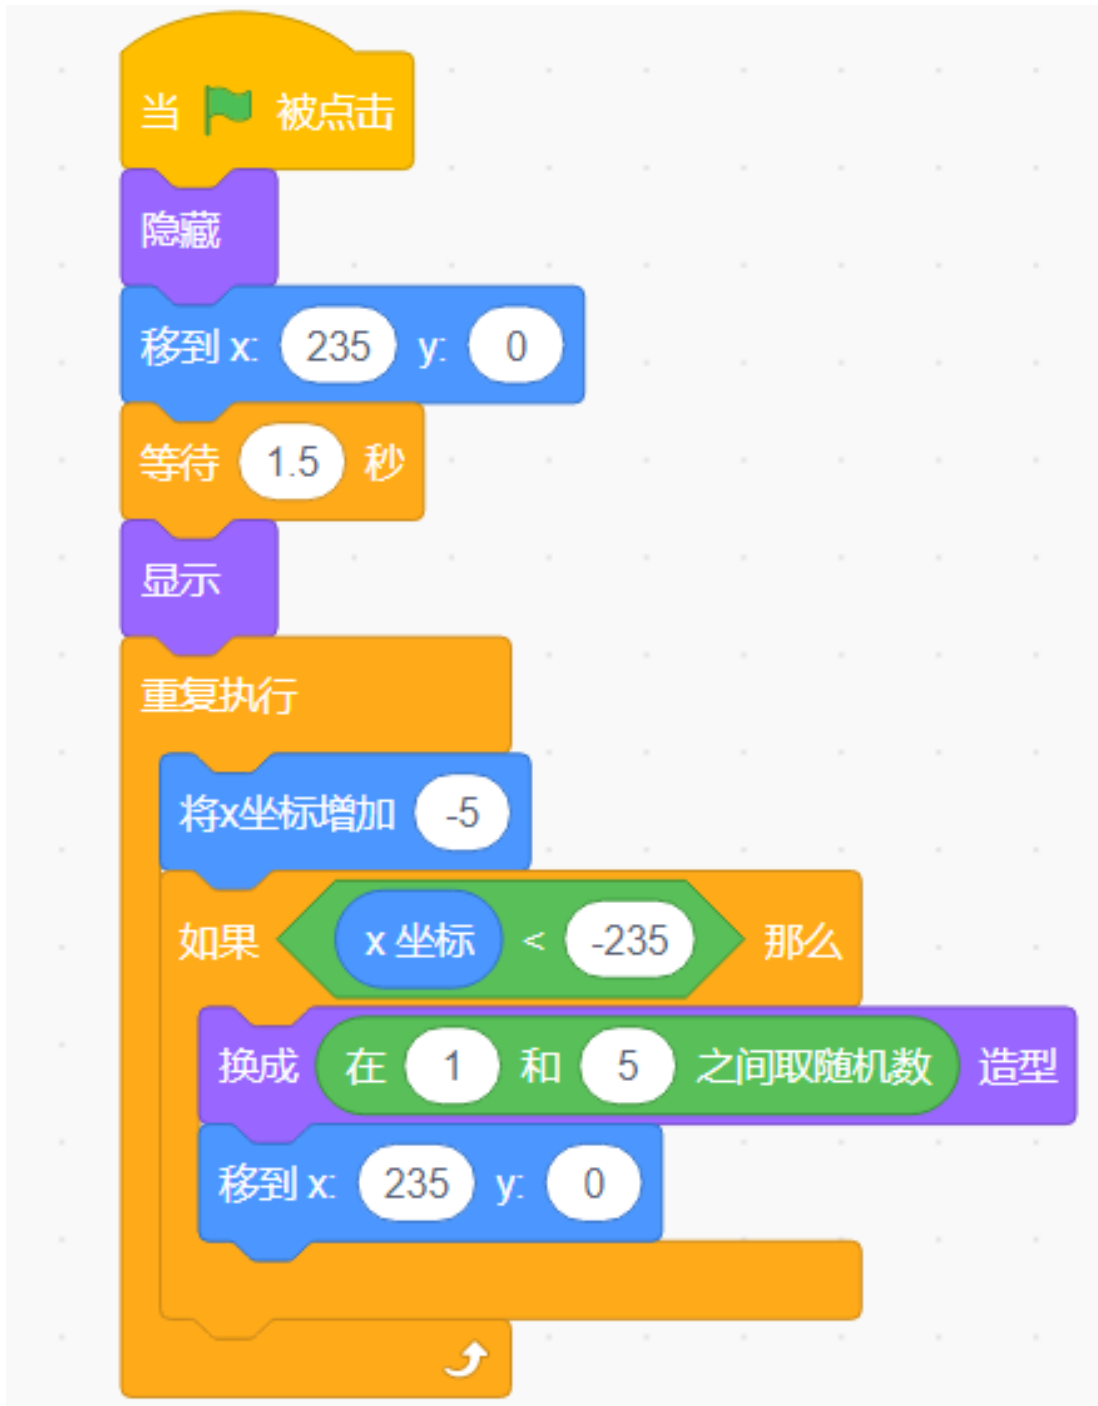 当 被点击
隐藏
移到 x: 235 y: 0
等待 1.5 秒
显示
重复执行
将x坐标增加 -5
如果 x 坐标 < -235 那么
换成 在 1 和 5 之间取随机数 造型
移到 x: 235 y: 0